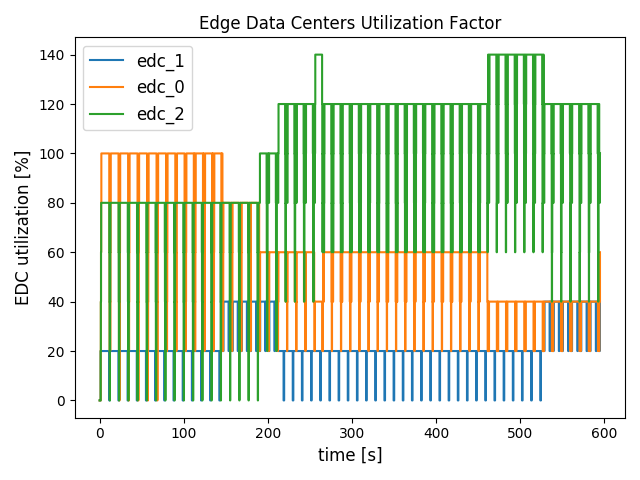 Edge Data Centers Utilization Factor
edc_1
edc_0
edc_2
EDC utilization [%]
140
120
100
80
60
40
20
0
0 100 200 300 400 500 600
time [s]